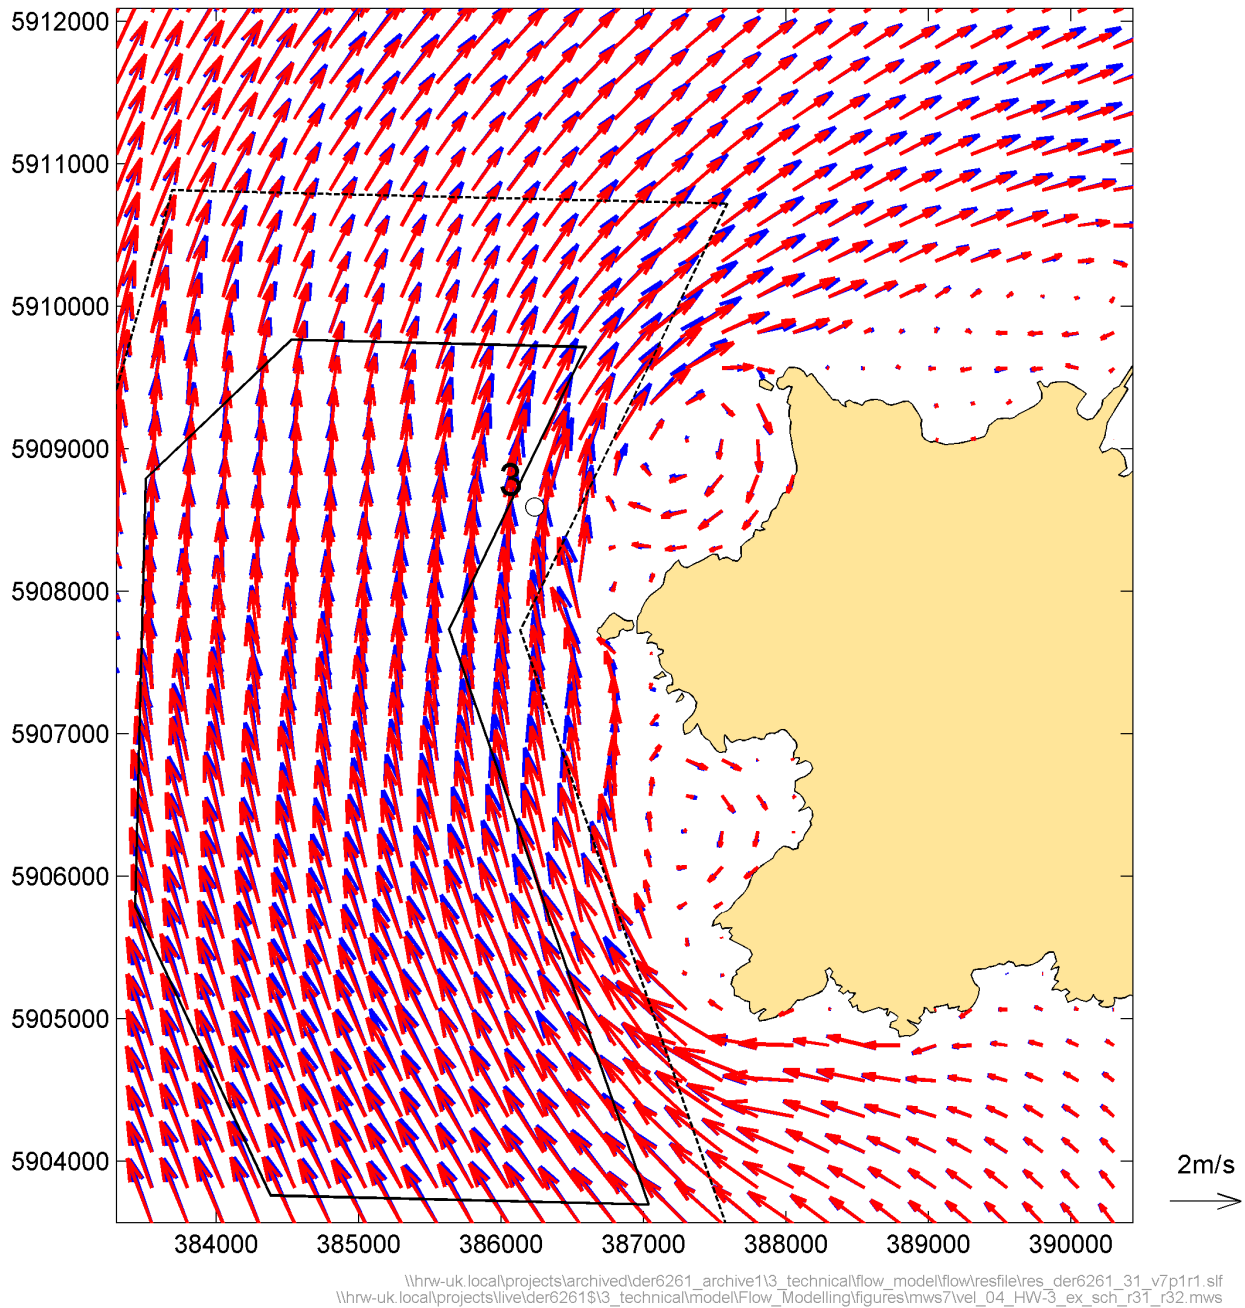 5912000
5911000
5910000
5909000
3
5908000
5907000
5906000
5905000
5904000
2m/s
384000 385000 386000 387000 388000 389000 390000
\\hrw-uk.local\projects\archived\der6261_archive1\3_technical\flow_model\flow\resfile\res_der6261_31_v7p1r1.slf
\\hrw-uk.local\projects\live\der6261$\3_technical\model\Flow_Modelling\figures\mws7\vel_04_HW-3_ex_sch_r31_r32.mws